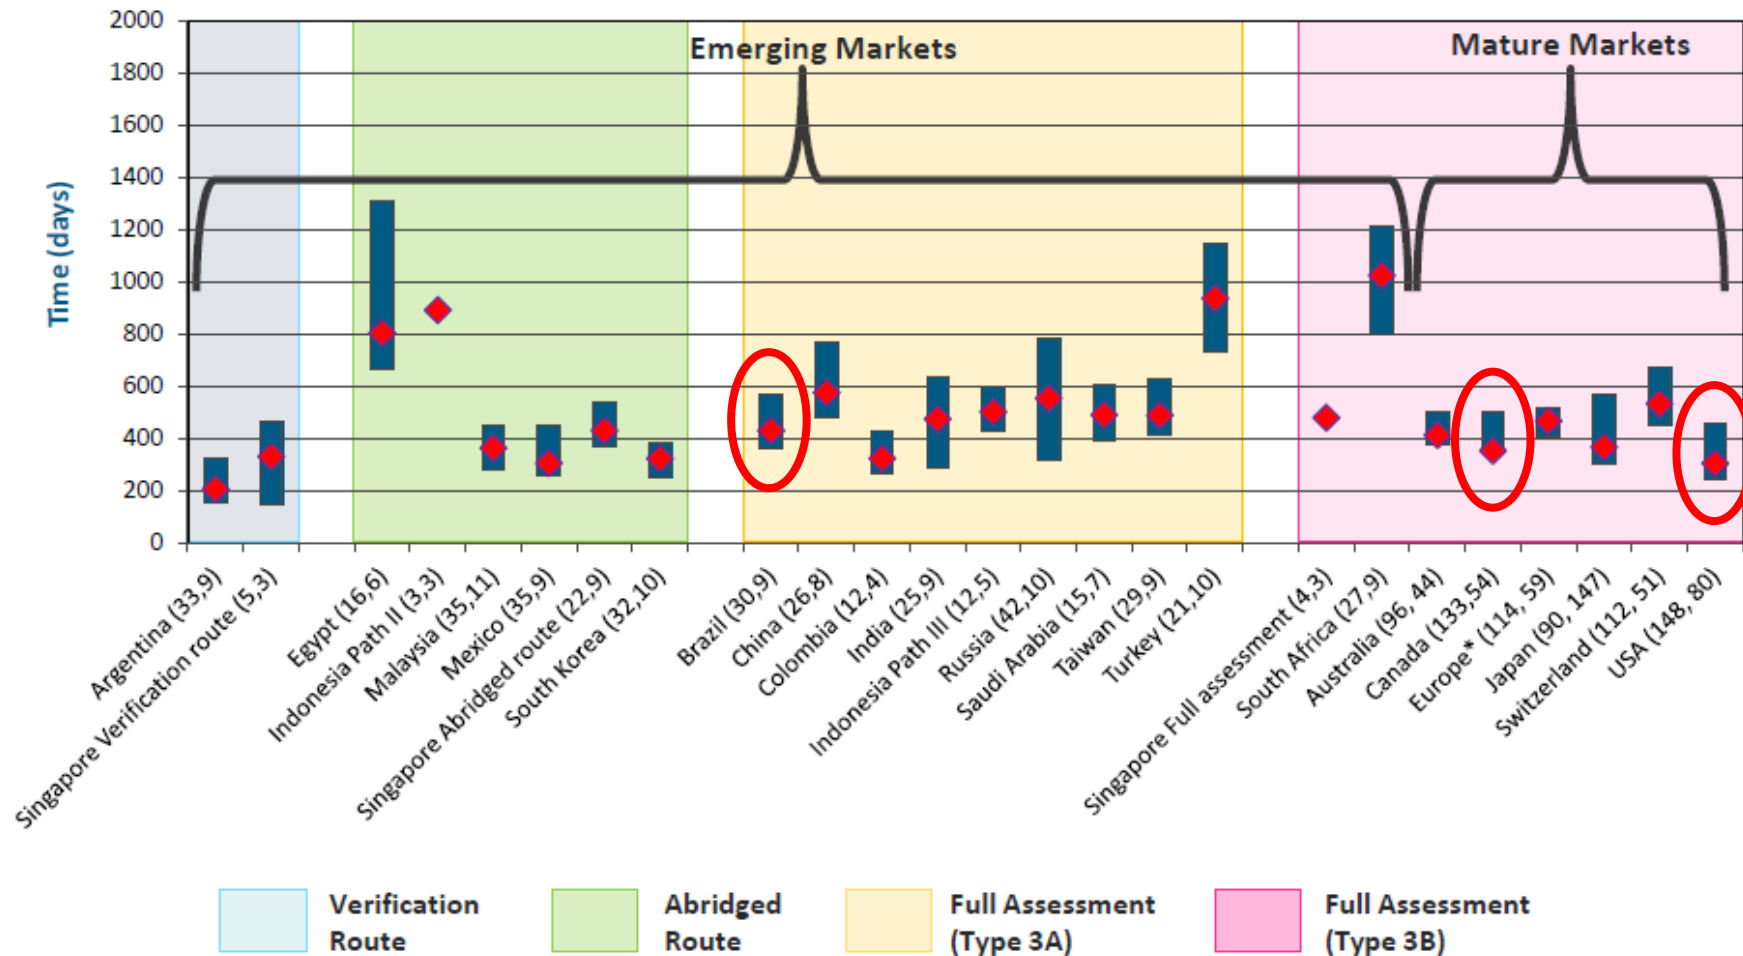 2000
1800
1600
1400
1200
1000
800
600
400
200
0
Time (days)
Emerging Markets
Mature Markets
Argentina (33,9)
Singapore Verification route (5,3)
Egypt (16,6)
Indonesia Path II (3,3)
Malaysia (35,11)
Mexico (35,9)
Singapore Abridged route (22,9)
South Korea (32,10)
Brazil (30,9)
China (26,8)
Colombia (12,4)
India (25,9)
Indonesia Path III (12,5)
Russia (42,10)
Saudi Arabia (15,7)
Taiwan (29,9)
Turkey (21,10)
Singapore Full assessment (4,3)
South Africa (27,9)
Australia (96, 44)
Canada (133,54)
Europe* (114, 59)
Japan (90, 147)
Switzerland (112, 51)
USA (148, 80)
Verification
Route
Abridged
Route
Full Assessment
(Type 3A)
Full Assessment
(Type 3B)